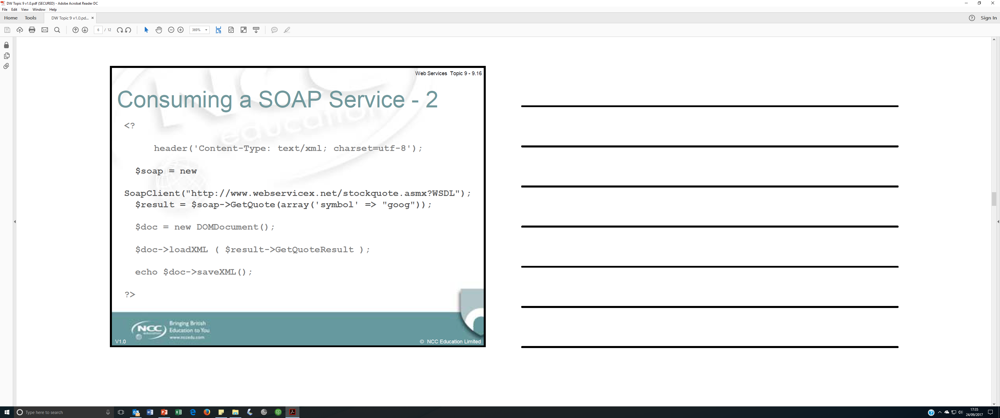 DW Topic 9 v1.0.pdf (SECURED) - Adobe Acrobat Reader DC
File Edit View Window Help
Home Tools DW Topic 9 v1.0.pd... × Sign In
6 / 12 369%
Web Services Topic 9 - 9.16
Consuming a SOAP Service - 2
<?
header('Content-Type: text/xml; charset=utf-8');
$soap = new
SoapClient("http://www.webservicex.net/stockquote.asmx?WSDL");
$result = $soap->GetQuote(array('symbol' => "goog"));
$doc = new DOMDocument();
$doc->loadXML ( $result->GetQuoteResult );
echo $doc->saveXML();
?>
NCC education
Bringing British
Education to You
www.nccedu.com
V1.0 © NCC Education Limited
Type here to search
17:35
24/09/2017